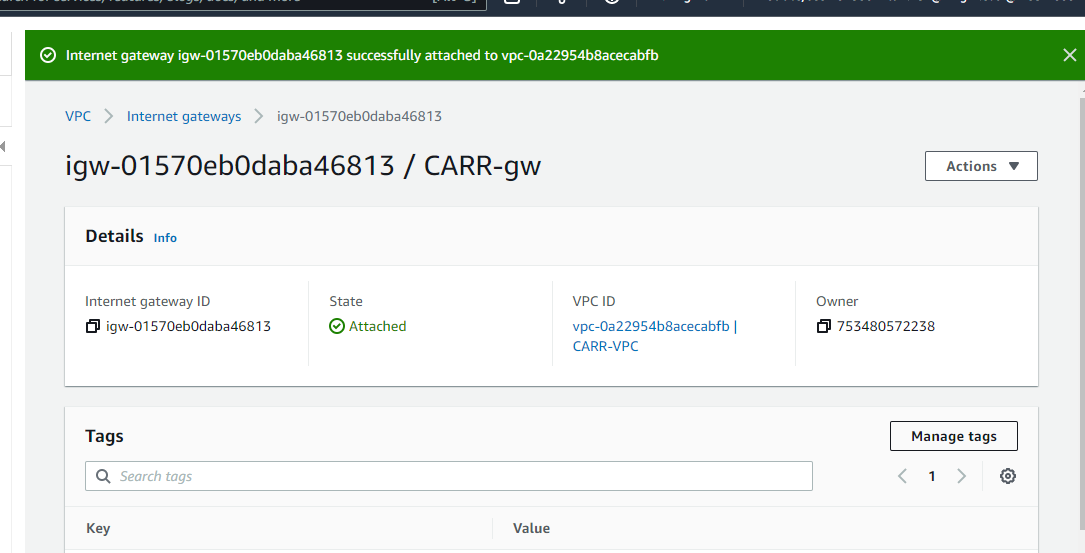 Internet gateway igw-01570eb0daba46813 successfully attached to vpc-0a22954b8acecabfb
VPC > Internet gateways > igw-01570eb0daba46813
igw-01570eb0daba46813 / CARR-gw
Actions
Details Info
Internet gateway ID
igw-01570eb0daba46813
State
Attached
VPC ID
vpc-0a22954b8acecabfb |
CARR-VPC
Owner
753480572238
Tags
Manage tags
Search tags
1
Key
Value